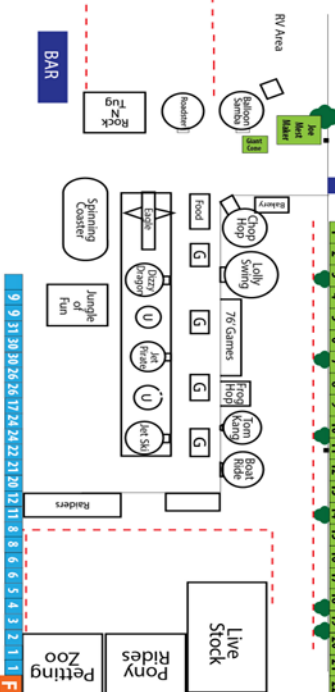 RV Area
BAR
Rock
N
Tug
Roadster
Balloon
Samba
Joe
Mest
Maker
Giant
Cone
Spinning
Coaster
Eagle
Food
Bakery
Chop
Hop
Lolly
Swing
Dizzy
Dragon
G
Jungle
of
Fun
U
G
76' Games
Jet
Pirate
G
Frog
Hop
U
Tom
Kang
Jet Ski
G
Boat
Ride
Raiders
Live
Stock
Pony
Rides
Petting
Zoo
9 9 31 30 30 26 26 17 24 24 22 21 20 12 11 8 8 6 6 5 4 3 2 1 1
F